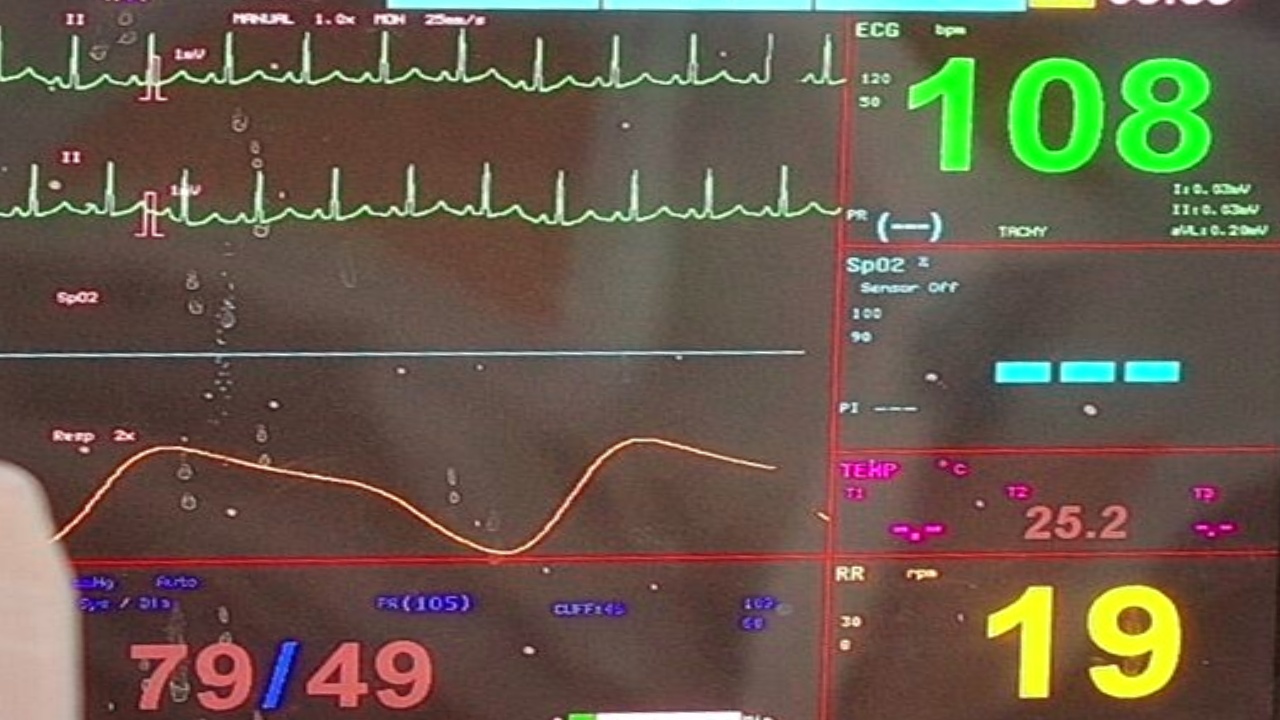 II MANUAL 1.0x MON 25mm/s
1mV
II
1mV
SpO2
Resp 2x
Auto
Sys / Dia
PR(105)
79/49
ECG bpm
120
50
108
I:0.03mV
II:0.03mV
aVL:0.20mV
PR (---)
TACHY
SpO2 %
Sensor Off
100
90
PI ---
TEMP °C
T1 T2 T3
-.- 25.2 -.-
RR rpm
30
8
19